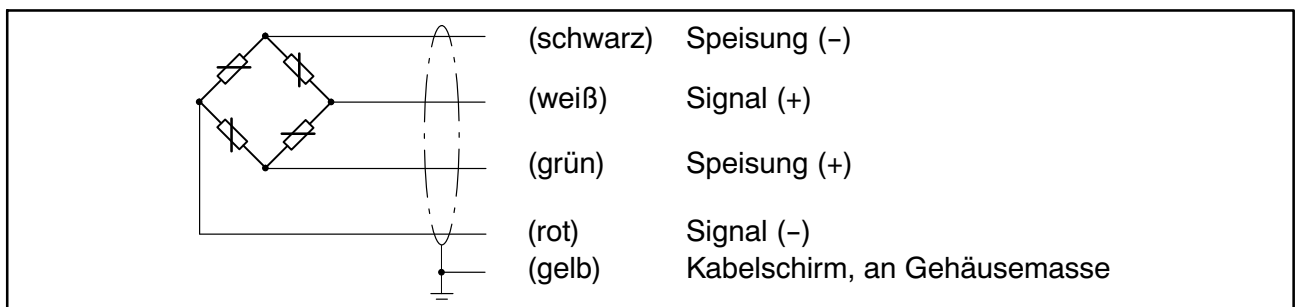 (schwarz) Speisung (–)
(weiß) Signal (+)
(grün) Speisung (+)
(rot) Signal (–)
(gelb) Kabelschirm, an Gehäusemasse